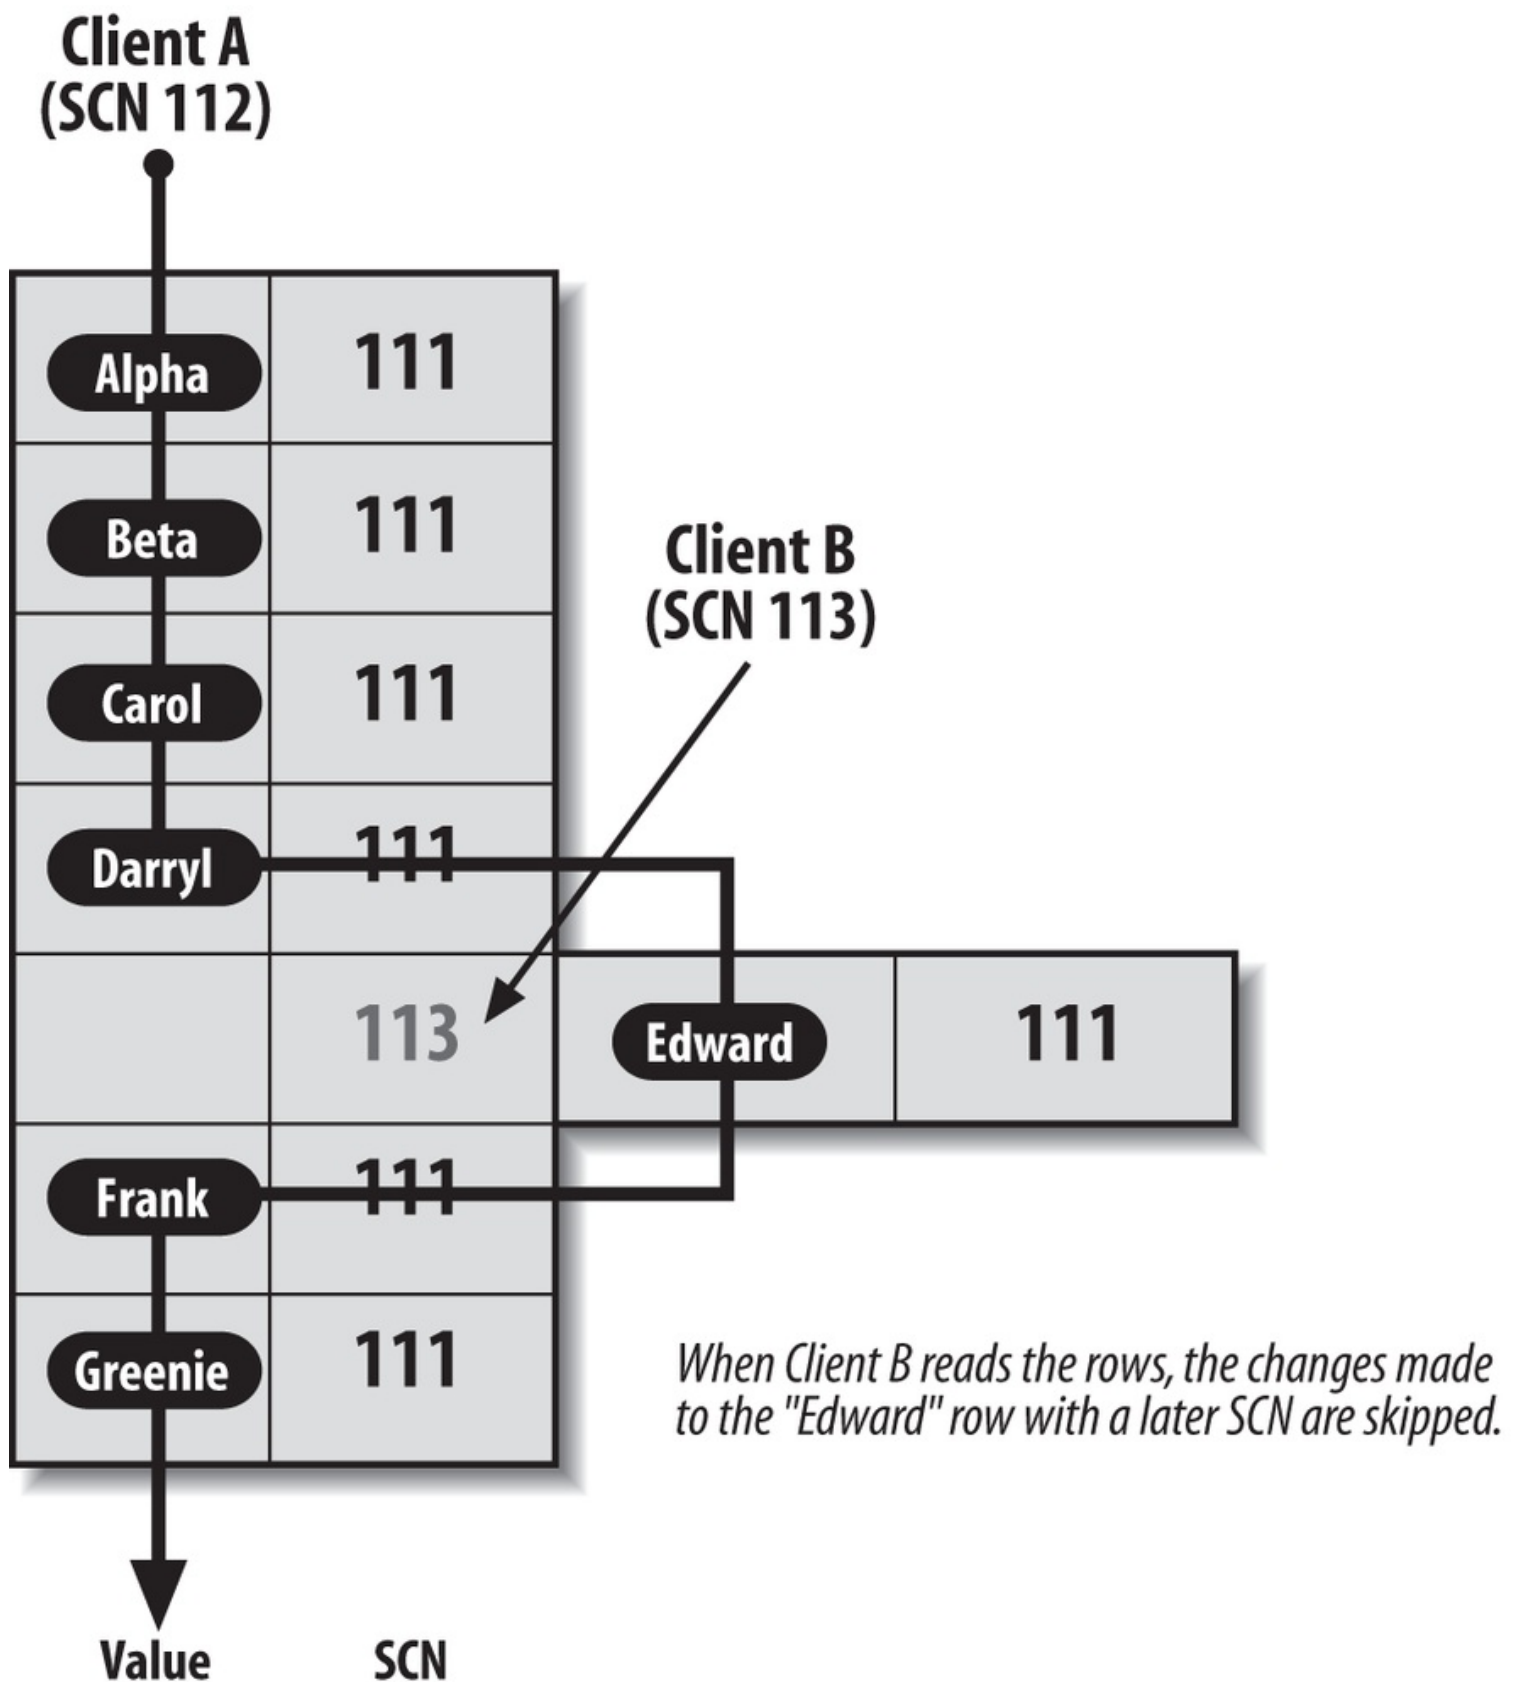 Client A
(SCN 112)
Alpha 111
Beta 111
Client B
(SCN 113)
Carol 111
Darryl 111
113 Edward 111
Frank 111
Greenie 111
When Client B reads the rows, the changes made
to the "Edward" row with a later SCN are skipped.
Value SCN